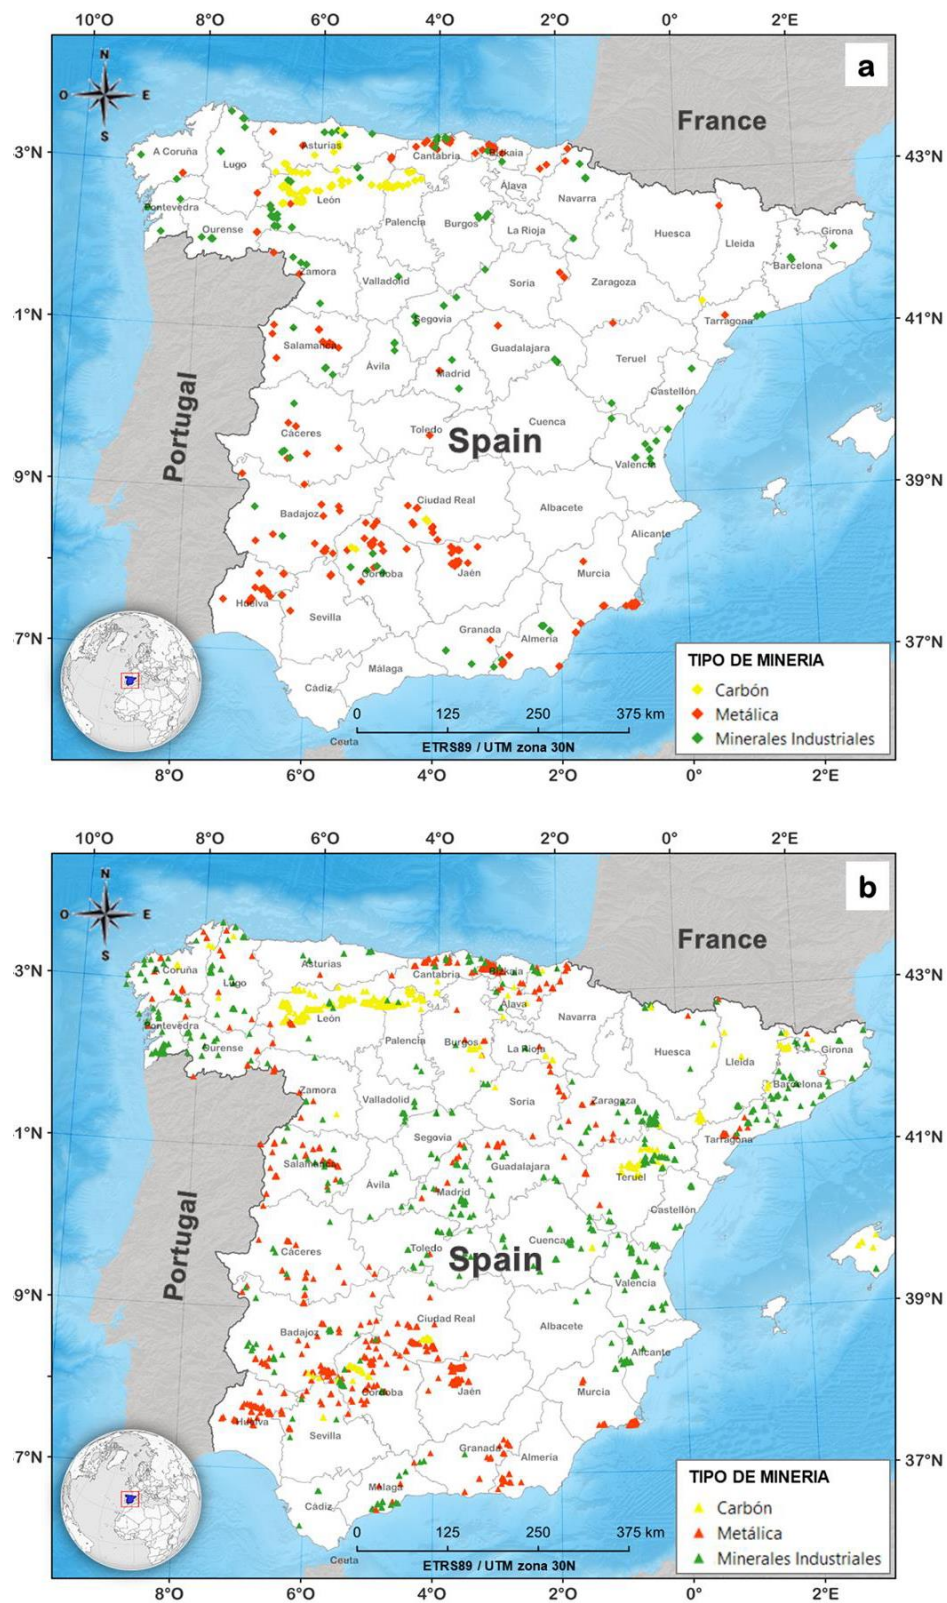 10°O 8°O 6°O 4°O 2°O 0° 2°E
N
O E
S
a
France
3°N
43°N
A Coruña
Lugo
Asturias
Cantabria
Bizkaia
Álava
Navarra
León
Pontevedra
Ourense
Palencia
Burgos
La Rioja
Huesca
Lleida
Girona
Barcelona
Zamora
Valladolid
Soria
Zaragoza
1°N
41°N
Segovia
Tarragona
Salamanca
Ávila
Guadalajara
Teruel
Madrid
Castellón
Portugal
Cáceres
Toledo
Cuenca
Spain
Valencia
9°N
39°N
Badajoz
Ciudad Real
Albacete
Alicante
Córdoba
Jaén
Murcia
Huelva
Sevilla
Granada
Almería
7°N
37°N
Málaga
Cádiz
Ceuta
0 125 250 375 km
ETRS89 / UTM zona 30N
TIPO DE MINERIA
Carbón
Metálica
Minerales Industriales
8°O 6°O 4°O 2°O 0° 2°E
10°O 8°O 6°O 4°O 2°O 0° 2°E
N
O E
S
b
France
3°N
43°N
A Coruña
Lugo
Asturias
Cantabria
Bizkaia
Álava
Navarra
León
Pontevedra
Ourense
Palencia
Burgos
La Rioja
Huesca
Lleida
Girona
Barcelona
Zamora
Valladolid
Soria
Zaragoza
1°N
41°N
Segovia
Tarragona
Salamanca
Ávila
Guadalajara
Teruel
Madrid
Castellón
Portugal
Cáceres
Toledo
Cuenca
Spain
Valencia
9°N
39°N
Badajoz
Ciudad Real
Albacete
Alicante
Córdoba
Jaén
Murcia
Huelva
Sevilla
Granada
Almería
7°N
37°N
Málaga
Cádiz
Ceuta
0 125 250 375 km
ETRS89 / UTM zona 30N
TIPO DE MINERIA
Carbón
Metálica
Minerales Industriales
8°O 6°O 4°O 2°O 0° 2°E